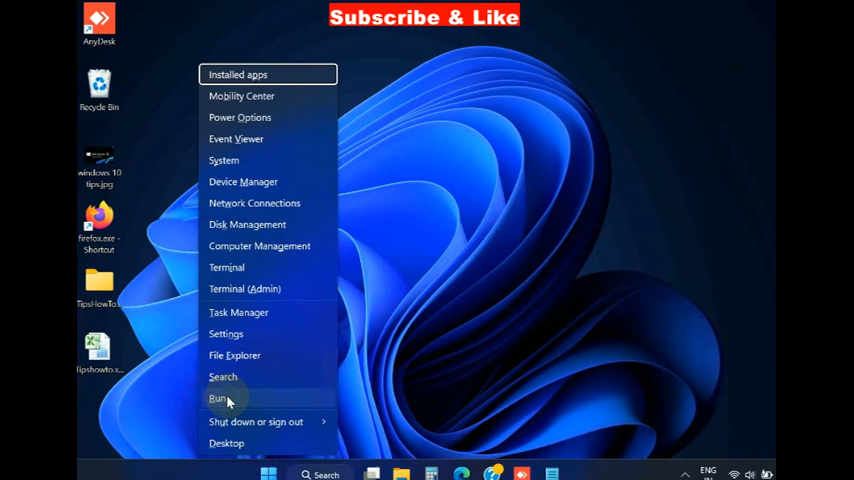 Subscribe & Like
AnyDesk
Recycle Bin
windows 10
tips.jpg
firefox.exe -
Shortcut
TipsHowTo.
Tipshowto.x...
Installed apps
Mobility Center
Power Options
Event Viewer
System
Device Manager
Network Connections
Disk Management
Computer Management
Terminal
Terminal (Admin)
Task Manager
Settings
File Explorer
Search
Run
Shut down or sign out
Desktop
Search
ENG
IN